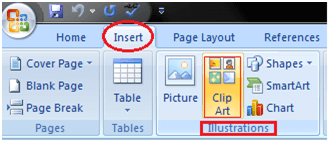 Home Insert Page Layout References
Cover Page
Blank Page
Page Break
Pages
Table
Tables
Picture
Clip
Art
Shapes
SmartArt
Chart
Illustrations